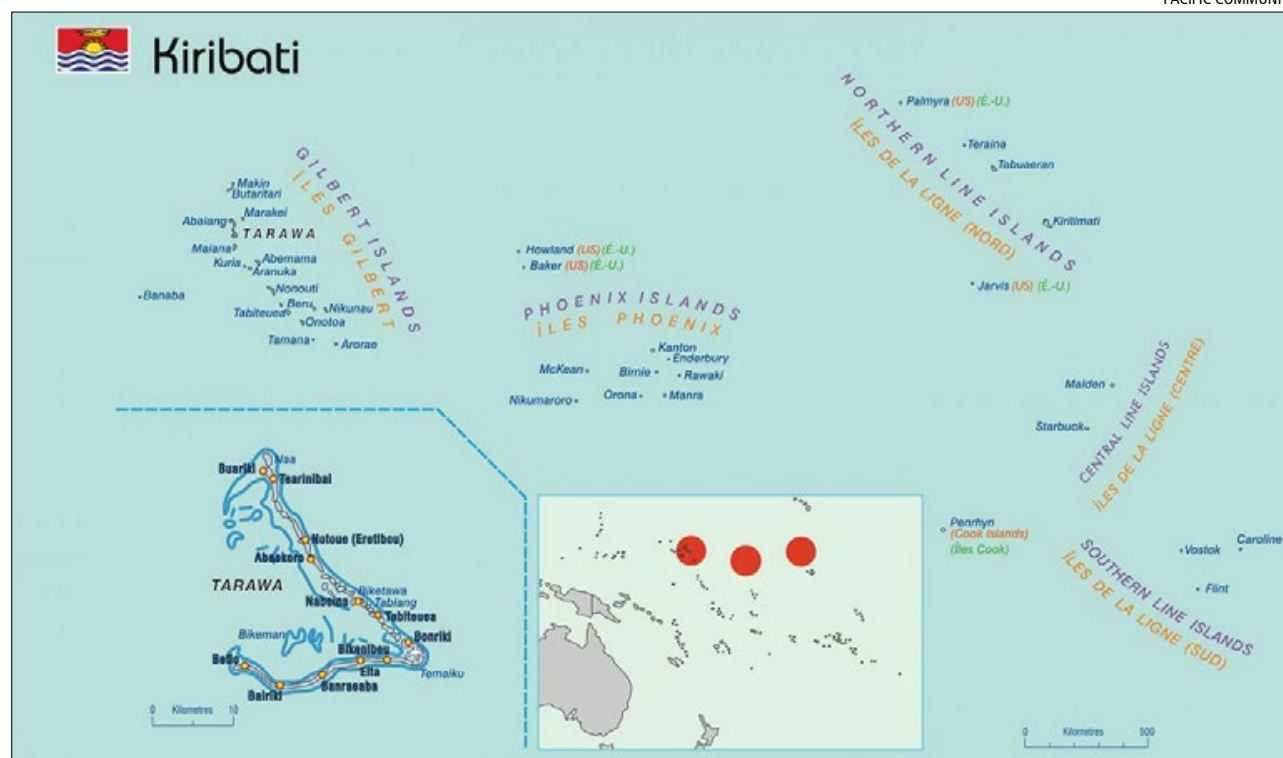 PACIFIC COMMUNI
Kiribati
NORTHERN LINE ISLANDS
ÎLES DE LA LIGNE (NORD)
Palmyra (US) (É.-U.)
Teraina
Tabuaeran
Kiritimati
Jarvis (US) (É.-U.)
GILBERT ISLANDS
ÎLES GILBERT
Makin
Butaritari
Marakei
Abaiang
TARAWA
Maiana
Kuria
Abemama
Aranuka
Banaba
Nonouti
Beru
Nikunau
Tabiteuea
Onotoa
Tamana
Arorae
Howland (US) (É.-U.)
Baker (US) (É.-U.)
PHOENIX ISLANDS
ÎLES PHOENIX
Kanton
Enderbury
McKean
Birnie
Rawaki
Nikumaroro
Orona
Manra
Malden
Starbuck
CENTRAL LINE ISLANDS
ÎLES DE LA LIGNE (CENTRE)
Penrhyn
(Cook Islands)
(Îles Cook)
Vostok
Caroline
Flint
SOUTHERN LINE ISLANDS
ÎLES DE LA LIGNE (SUD)
0 Kilometres 500
Naa
Buariki
Tearinibai
Notoue (Eretibou)
Abaokoro
TARAWA
Biketawa
Nabeina
Tabiang
Tabiteuea
Bikeman
Bonriki
Bikenibeu
Betio
Eita
Temaiku
Banraeaba
Bairiki
0 Kilometres 10